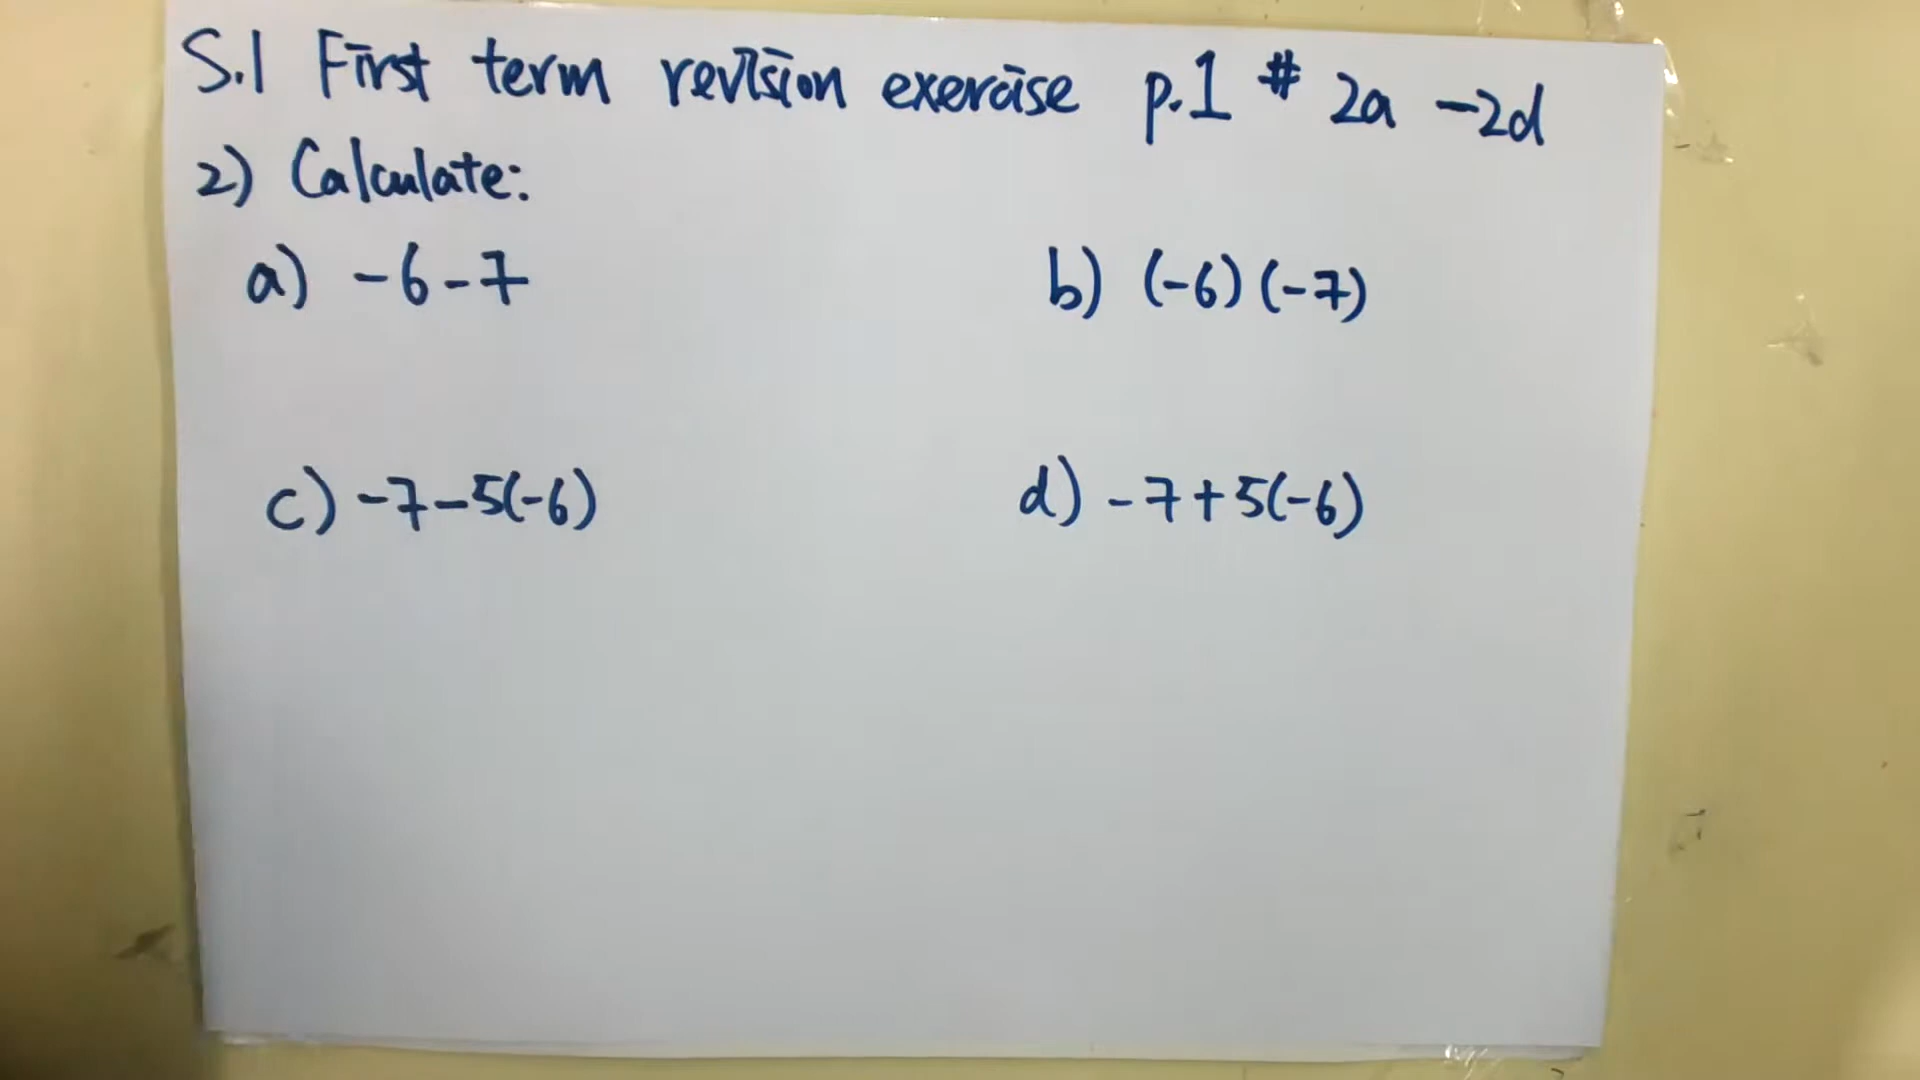 S.1 First term revision exercise p.1 # 2a - 2d
2) Calculate:
a) -6-7
b) (-6)(-7)
c) -7-5(-6)
d) -7+5(-6)